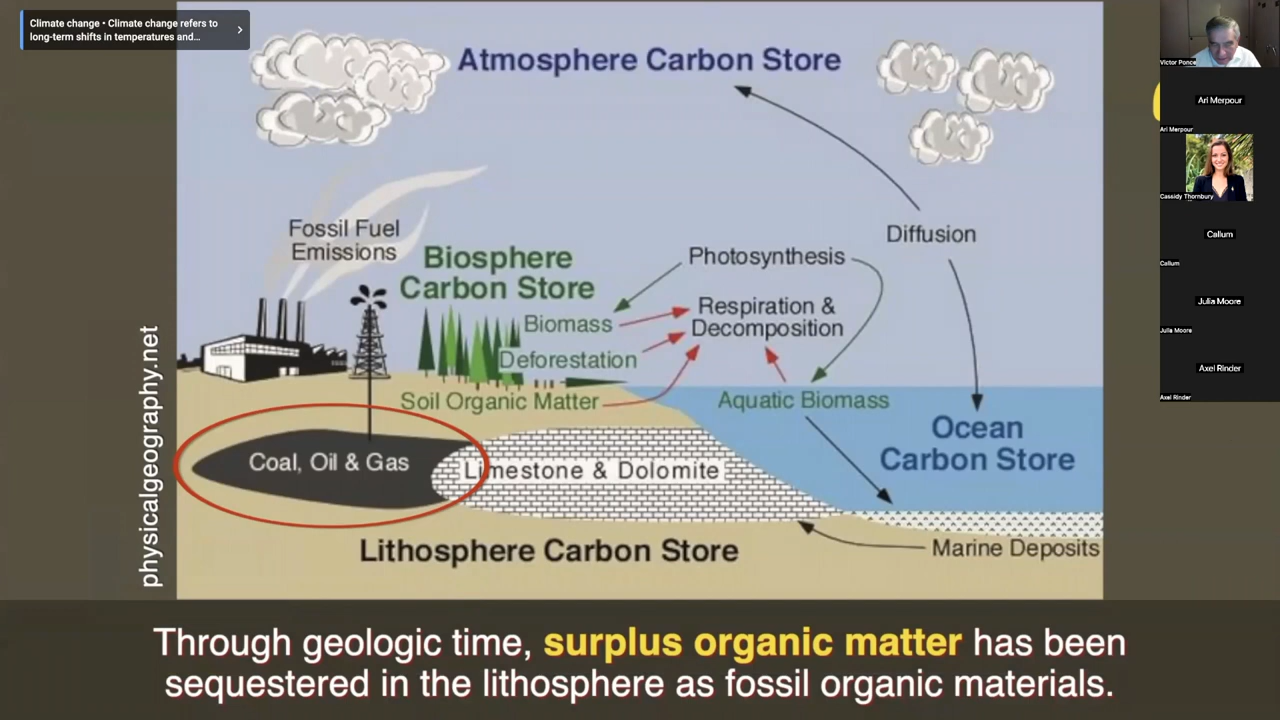 Climate change • Climate change refers to
long-term shifts in temperatures and...
Atmosphere Carbon Store
Fossil Fuel
Emissions
Diffusion
Biosphere
Carbon Store
Photosynthesis
Respiration &
Decomposition
Biomass
Deforestation
Soil Organic Matter
Aquatic Biomass
Ocean
Carbon Store
Coal, Oil & Gas
Limestone & Dolomite
Lithosphere Carbon Store
Marine Deposits
physicalgeography.net
Through geologic time, surplus organic matter has been
sequestered in the lithosphere as fossil organic materials.
Victor Ponce
Ari Merpour
Ari Merpour
Cassidy Thornbury
Callum
Callum
Julia Moore
Julia Moore
Axel Rinder
Axel Rinder